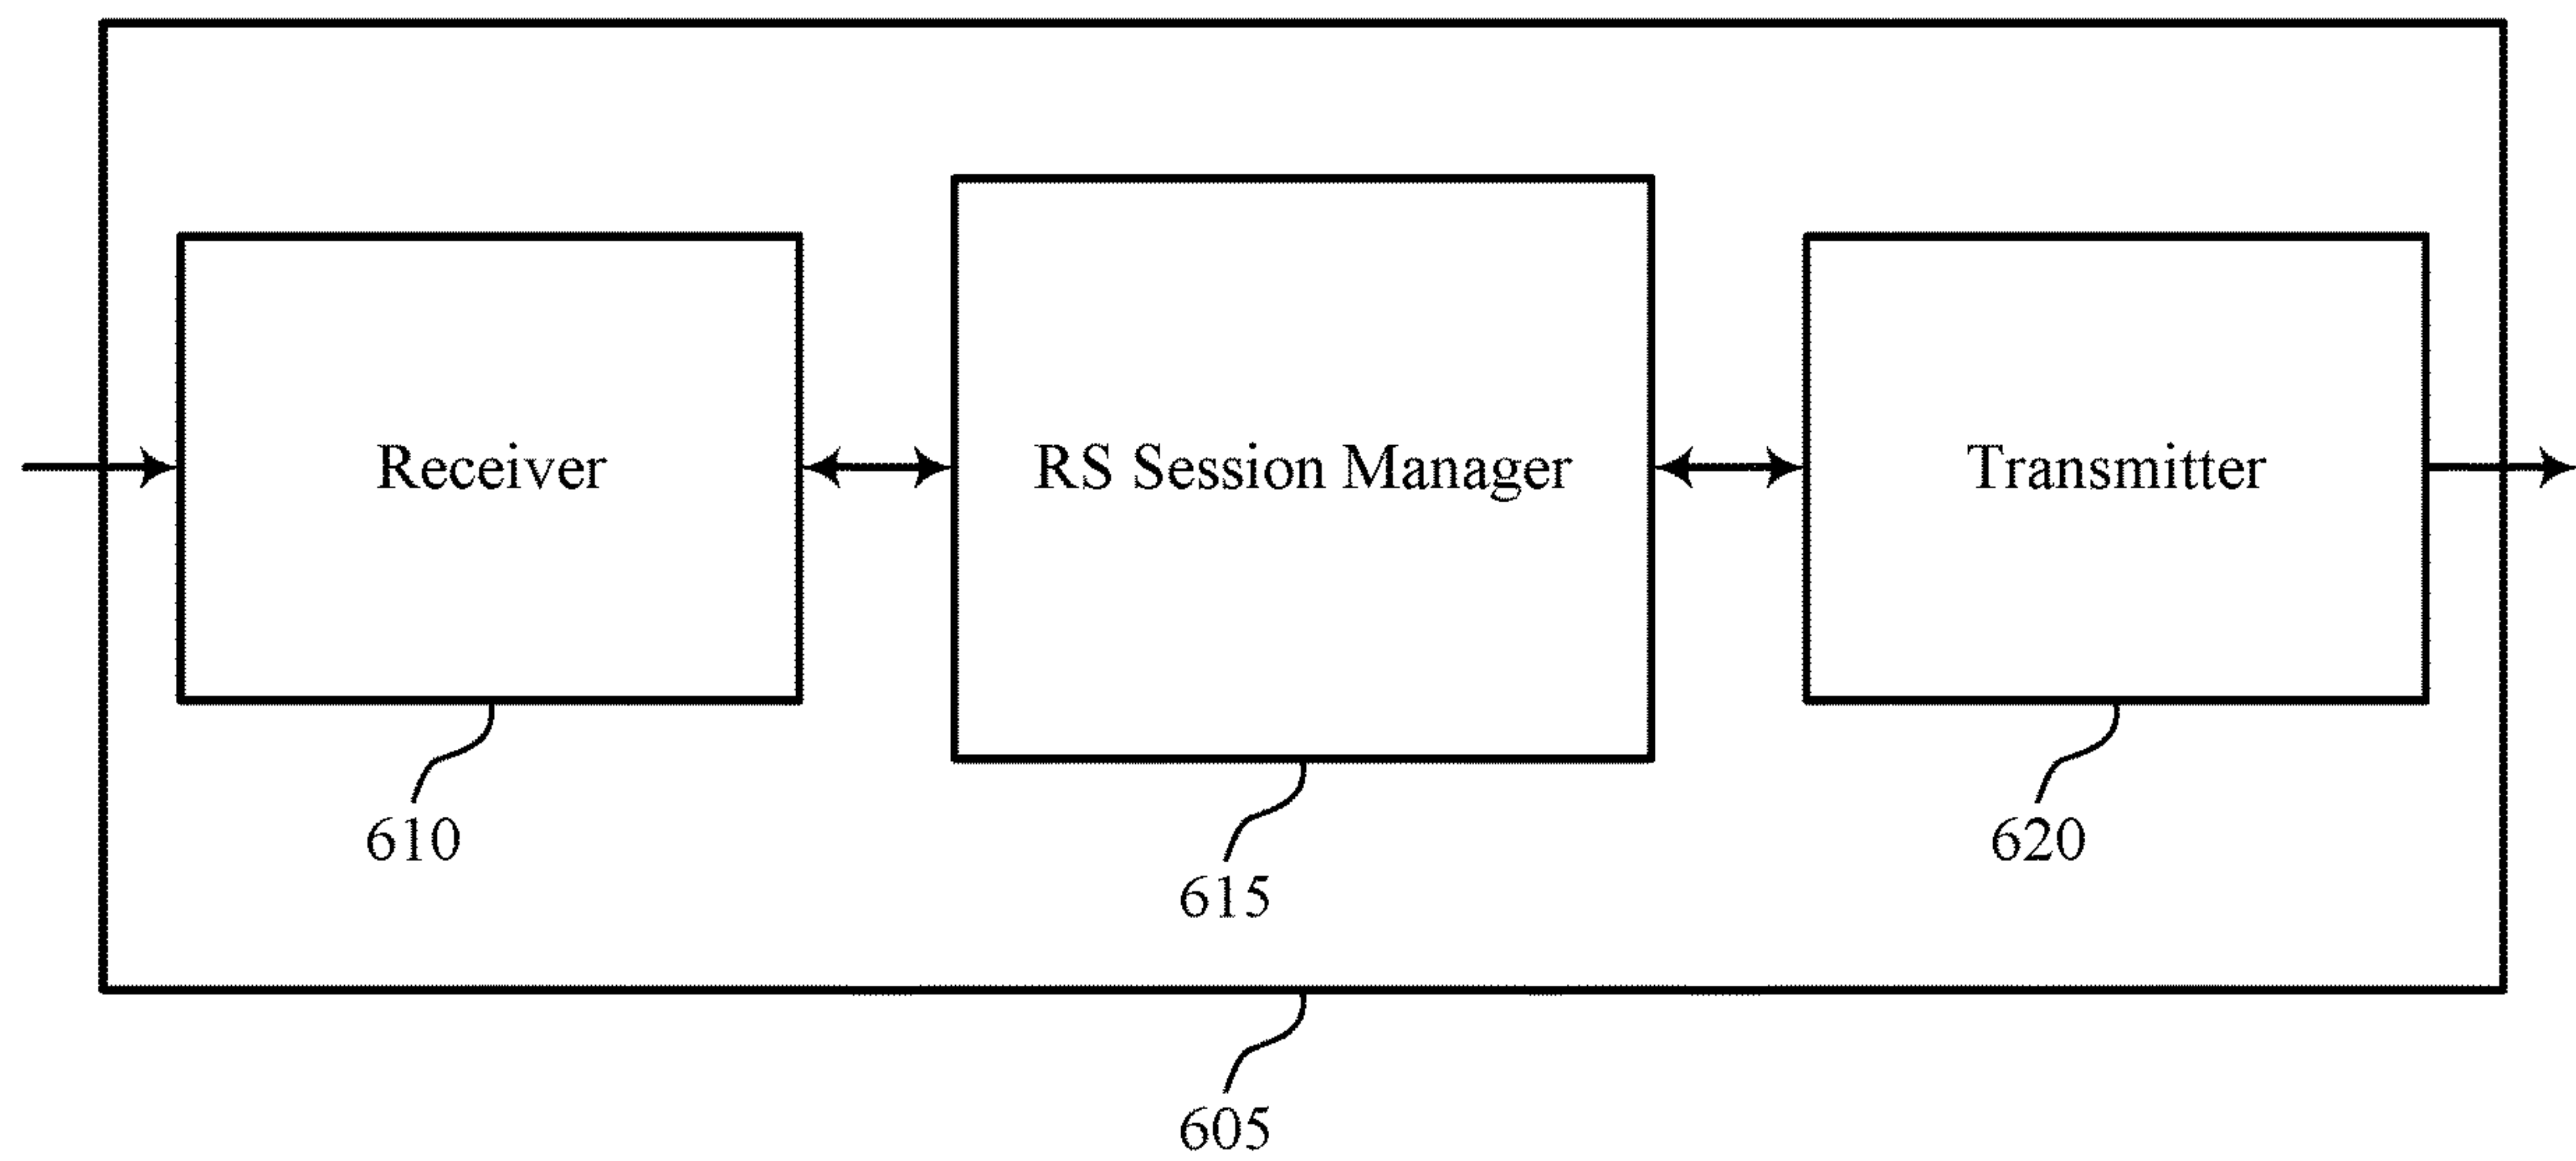 Receiver
RS Session Manager
Transmitter
610
615
620
605